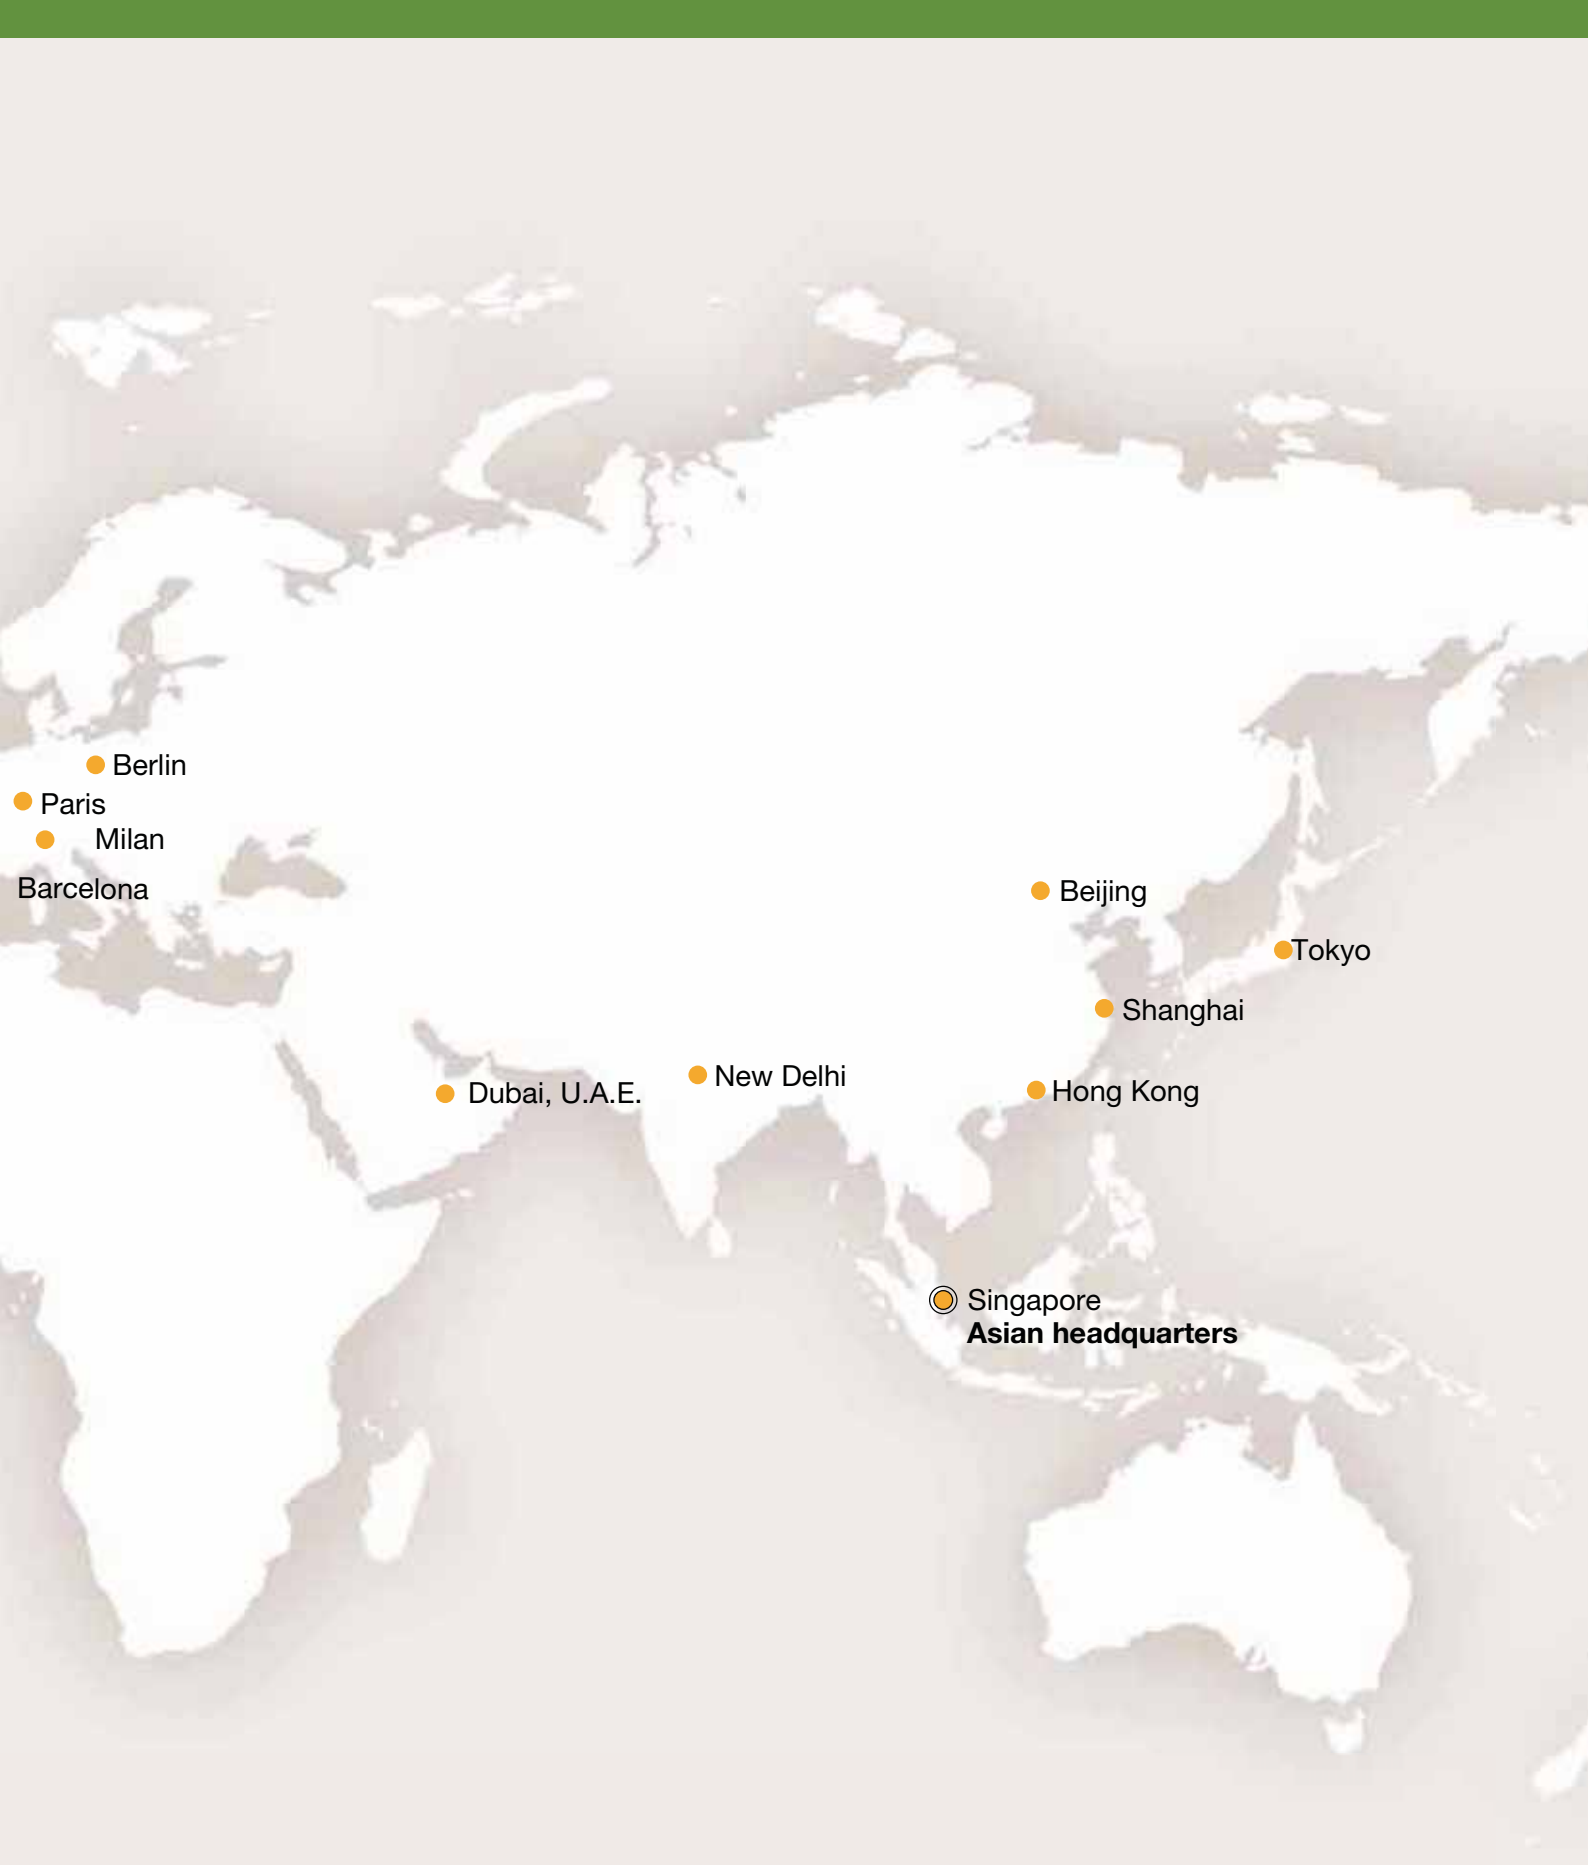 Berlin
Paris
Milan
Barcelona
Beijing
Tokyo
Shanghai
New Delhi
Dubai, U.A.E.
Hong Kong
Singapore
Asian headquarters